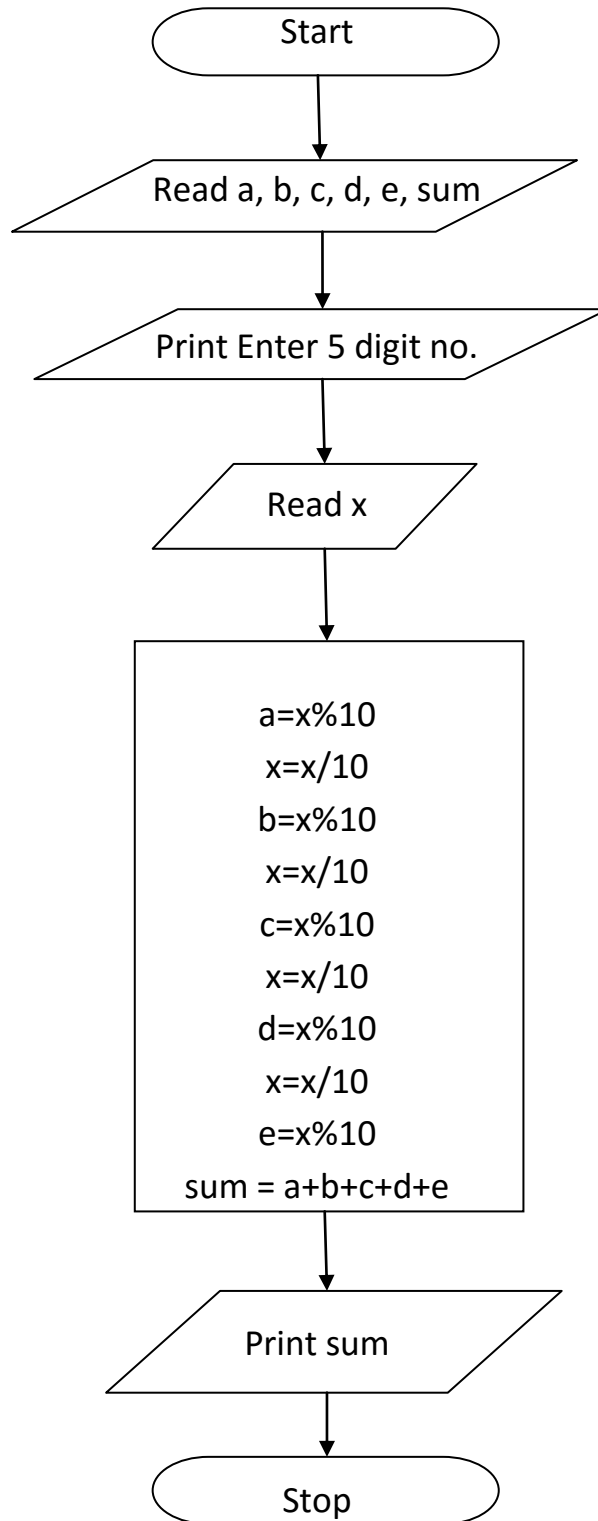 Start
Read a, b, c, d, e, sum
Print Enter 5 digit no.
Read x
a=x%10
x=x/10
b=x%10
x=x/10
c=x%10
x=x/10
d=x%10
x=x/10
e=x%10
sum = a+b+c+d+e
Print sum
Stop